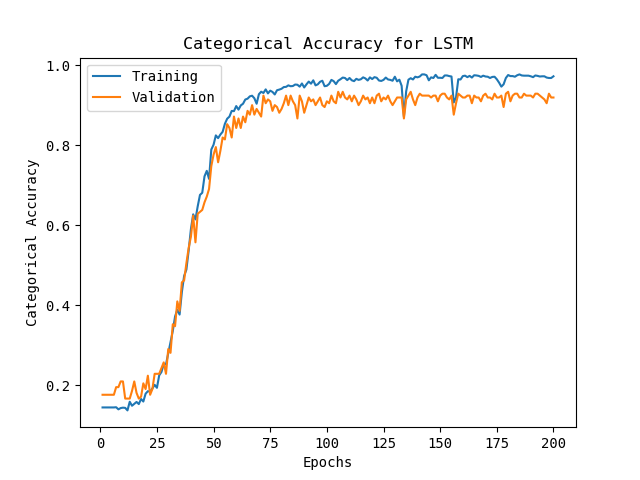 Categorical Accuracy for LSTM
Training
Validation
Categorical Accuracy
1.0
0.8
0.6
0.4
0.2
0 25 50 75 100 125 150 175 200
Epochs